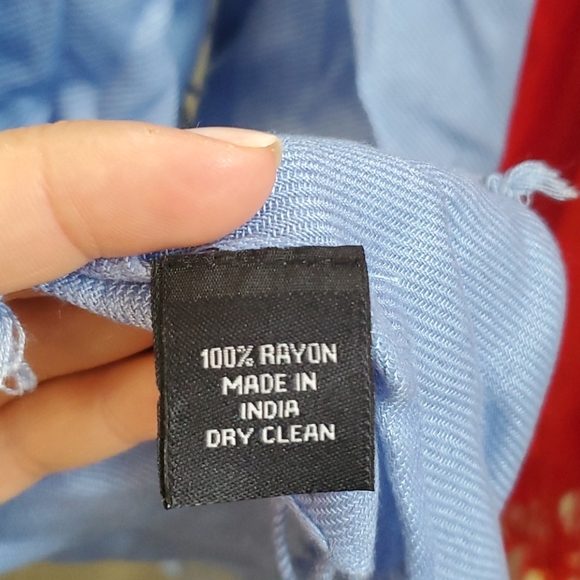 100% RAYON
MADE IN
INDIA
DRY CLEAN